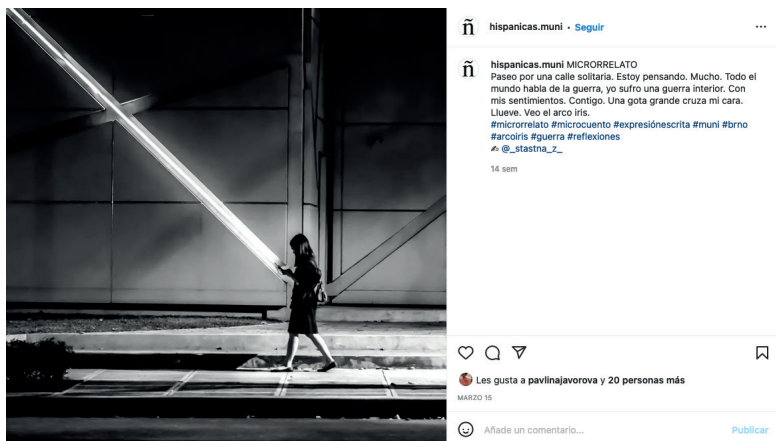 ñ hispanicas.muni • Seguir ...
ñ hispanicas.muni MICRORRELATO
Paseo por una calle solitaria. Estoy pensando. Mucho. Todo el
mundo habla de la guerra, yo sufro una guerra interior. Con
mis sentimientos. Contigo. Una gota grande cruza mi cara.
Llueve. Veo el arco iris.
#microrrelato #microcuento #expresiónescrita #muni #brno
#arcoiris #guerra #reflexiones
✍ @_stastna_z_
14 sem
Les gusta a pavlinajavorova y 20 personas más
MARZO 15
Añade un comentario... Publicar